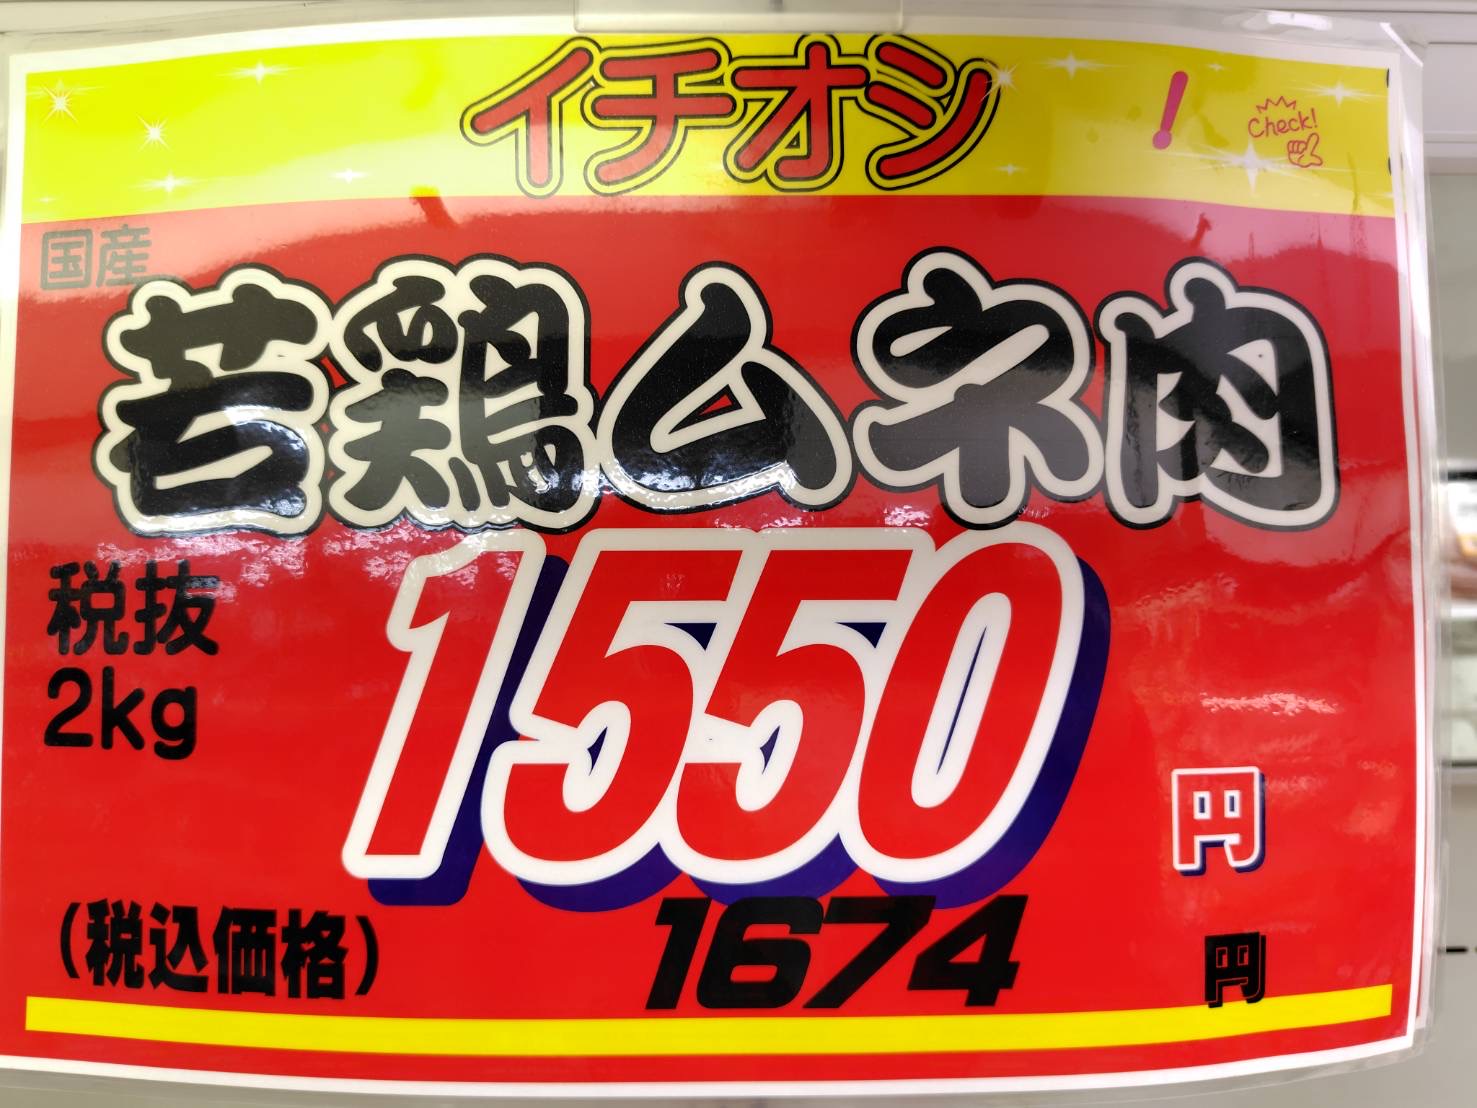 イチオシ ! Check!
国産
若鶏ムネ肉
税抜
2kg
1550 円
(税込価格) 1674 円